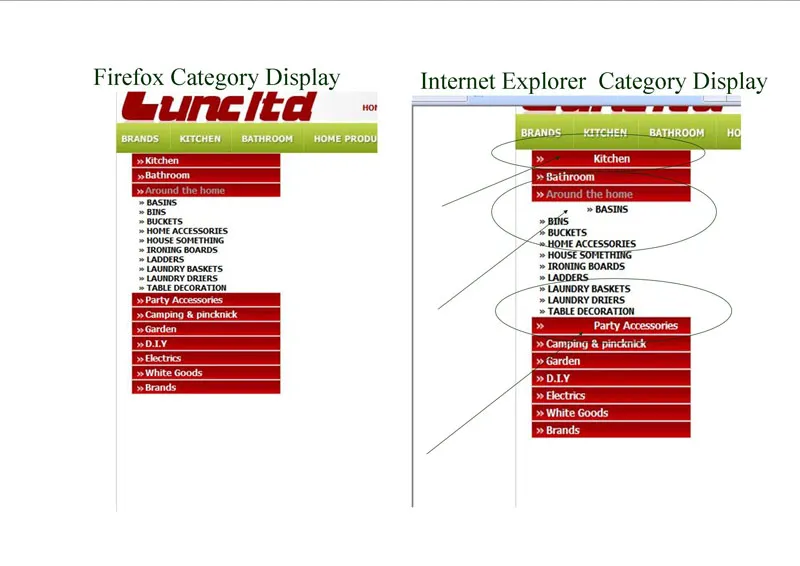 Firefox Category Display
Luncltd
HOM
BRANDS KITCHEN BATHROOM HOME PRODU
» Kitchen
» Bathroom
» Around the home
» BASINS
» BINS
» BUCKETS
» HOME ACCESSORIES
» HOUSE SOMETHING
» IRONING BOARDS
» LADDERS
» LAUNDRY BASKETS
» LAUNDRY DRIERS
» TABLE DECORATION
» Party Accessories
» Camping & pincknick
» Garden
» D.I.Y
» Electrics
» White Goods
» Brands
Internet Explorer Category Display
BRANDS KITCHEN BATHROOM HO
» Kitchen
» Bathroom
» Around the home
» BASINS
» BINS
» BUCKETS
» HOME ACCESSORIES
» HOUSE SOMETHING
» IRONING BOARDS
» LADDERS
» LAUNDRY BASKETS
» LAUNDRY DRIERS
» TABLE DECORATION
» Party Accessories
» Camping & pincknick
» Garden
» D.I.Y
» Electrics
» White Goods
» Brands